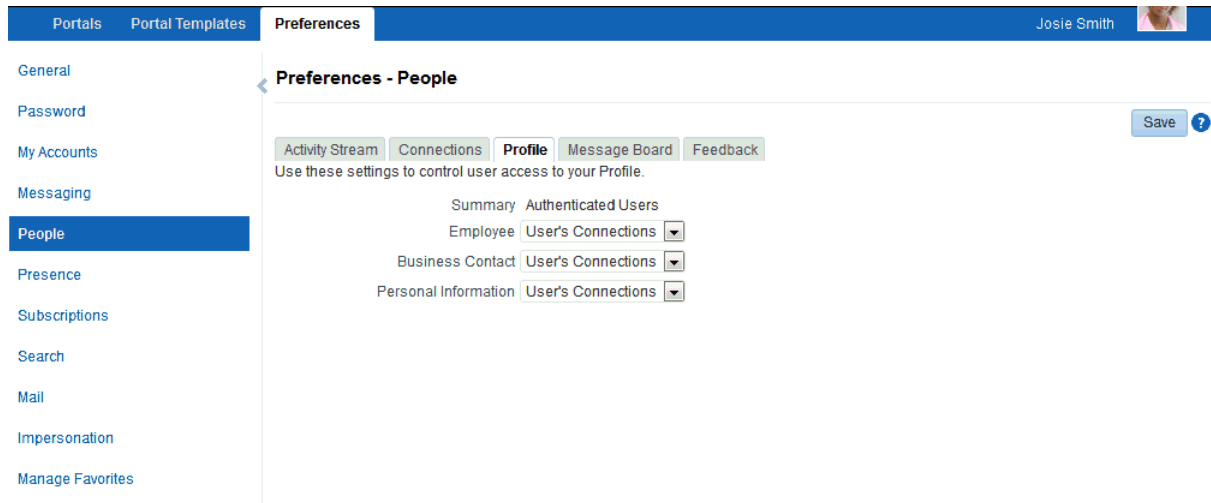 Portals Portal Templates Preferences Josie Smith
General
Password
My Accounts
Messaging
People
Presence
Subscriptions
Search
Mail
Impersonation
Manage Favorites
Preferences - People
Save ?
Activity Stream Connections Profile Message Board Feedback
Use these settings to control user access to your Profile.
Summary Authenticated Users
Employee User's Connections
Business Contact User's Connections
Personal Information User's Connections